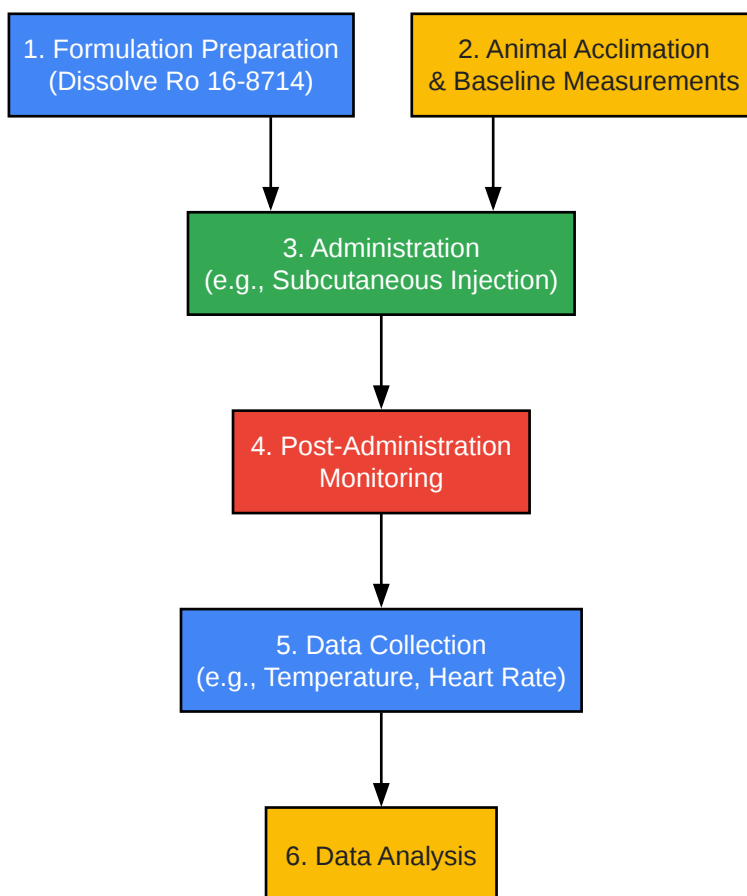 1. Formulation Preparation
(Dissolve Ro 16-8714)
2. Animal Acclimation
& Baseline Measurements
3. Administration
(e.g., Subcutaneous Injection)
4. Post-Administration
Monitoring
5. Data Collection
(e.g., Temperature, Heart Rate)
6. Data Analysis